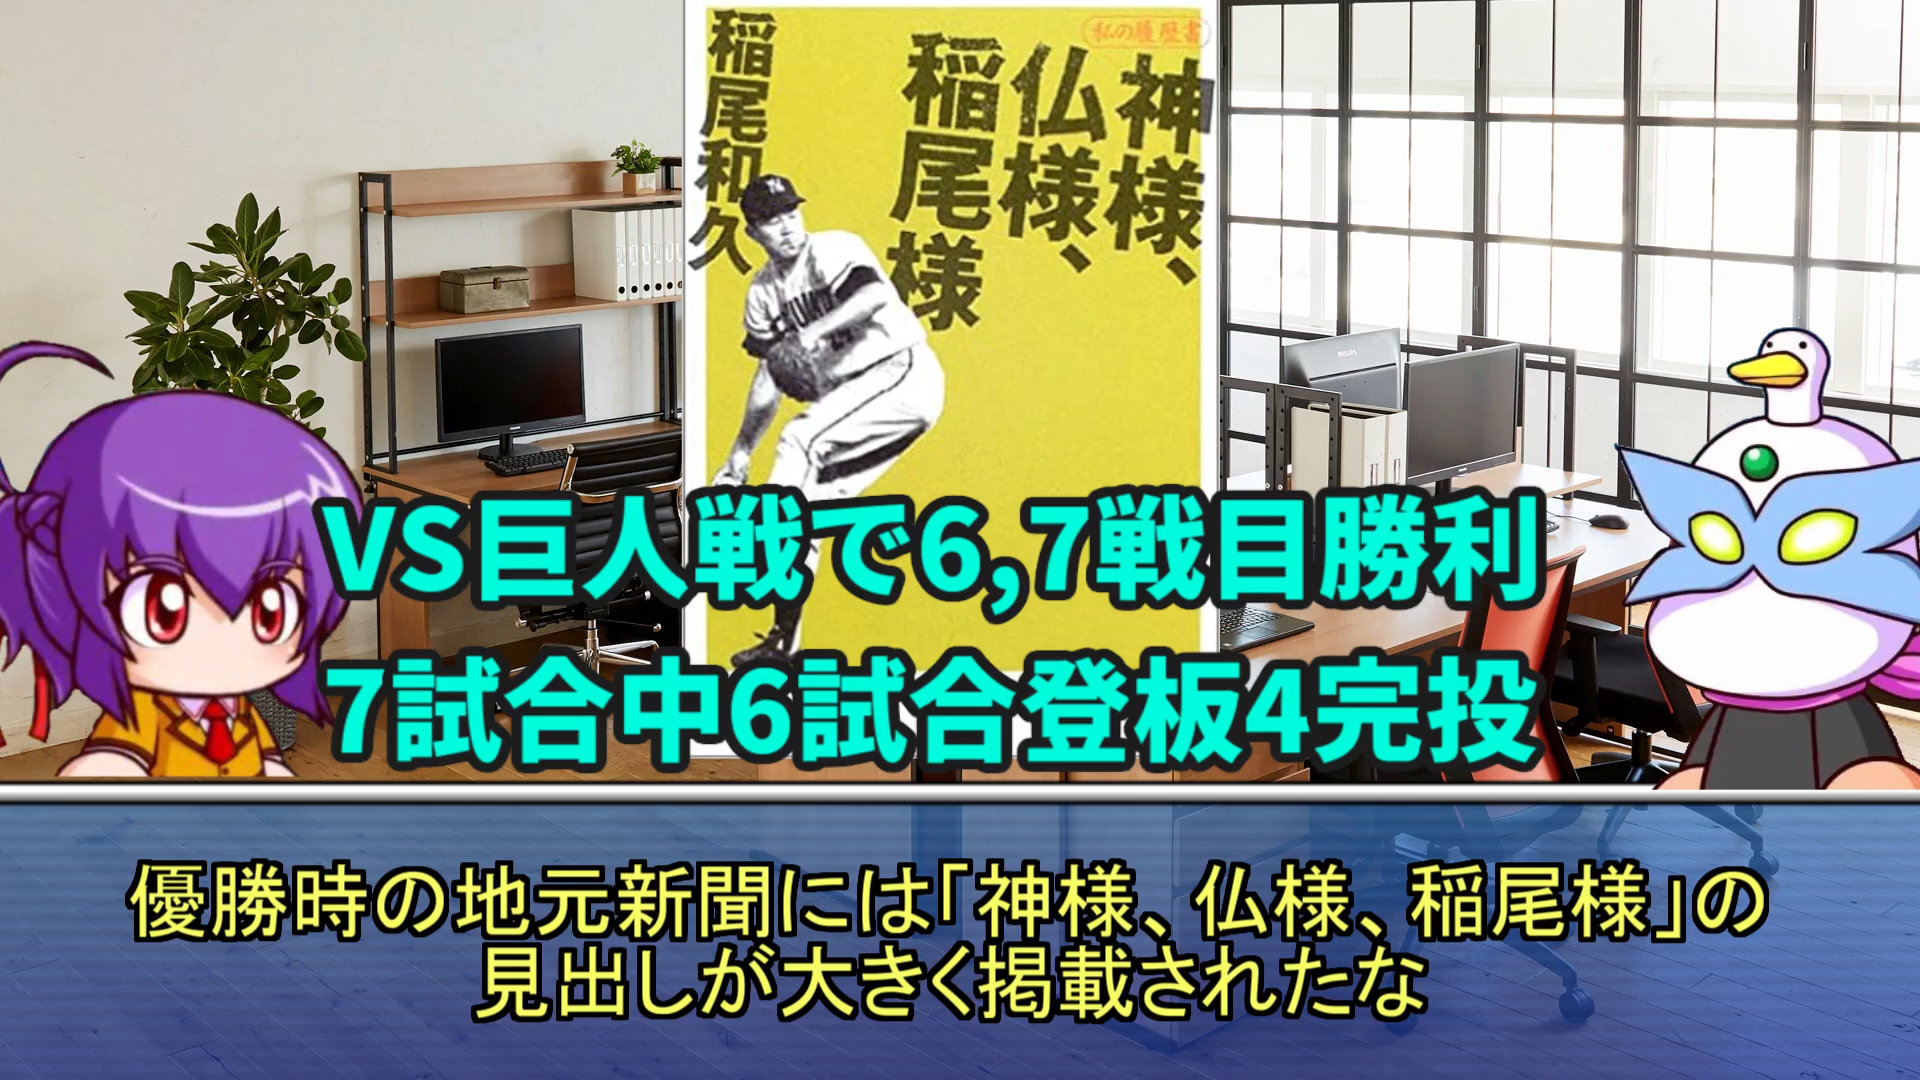 私の履歴書
神様、
仏様、
稲尾様
稲尾和久
PHILIPS
VS巨人戦で6,7戦目勝利
7試合中6試合登板4完投
優勝時の地元新聞には「神様、仏様、稲尾様」の
見出しが大きく掲載されたな